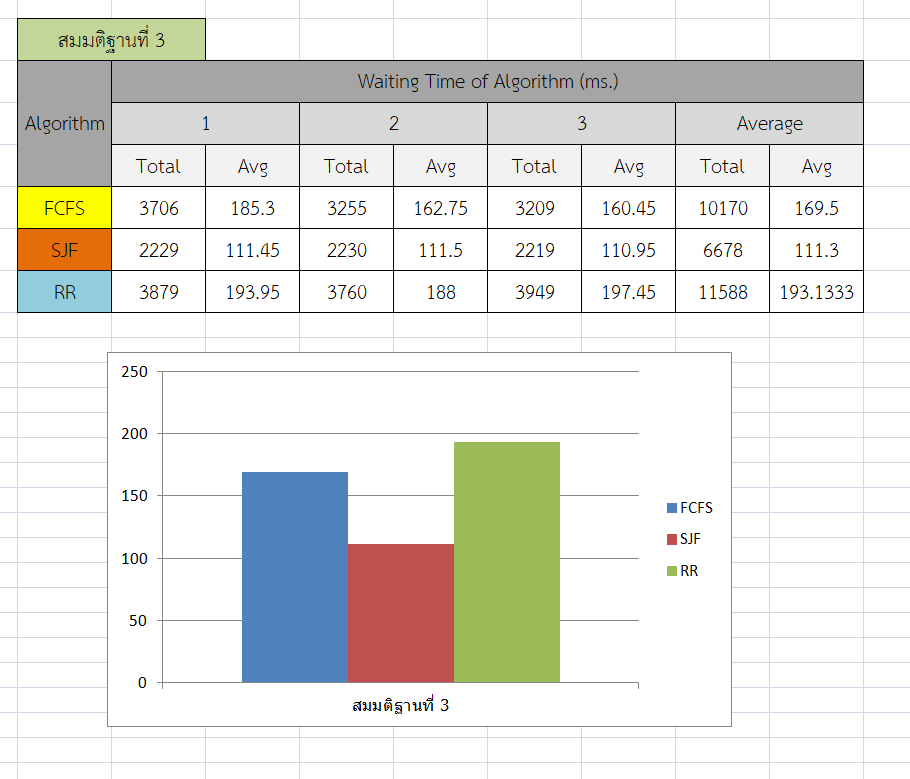 สมมติฐานที่ 3
Waiting Time of Algorithm (ms.)
Algorithm 1 2 3 Average
Total Avg Total Avg Total Avg Total Avg
FCFS 3706 185.3 3255 162.75 3209 160.45 10170 169.5
SJF 2229 111.45 2230 111.5 2219 110.95 6678 111.3
RR 3879 193.95 3760 188 3949 197.45 11588 193.1333
250
200
150
100
50
0
สมมติฐานที่ 3
FCFS
SJF
RR